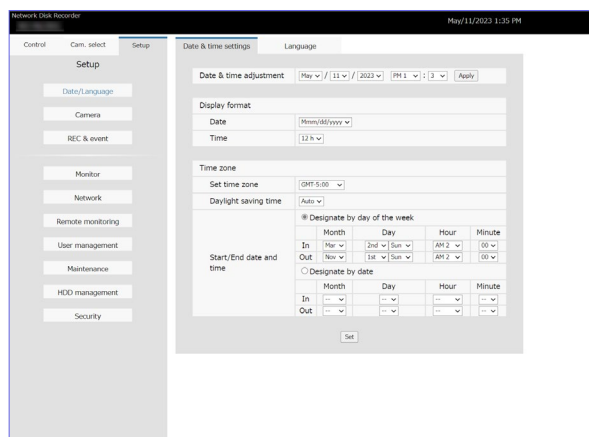 Network Disk Recorder
May/11/2023 1:35 PM
Control Cam. select Setup
Date & time settings Language
Setup
Date/Language
Camera
REC & event
Monitor
Network
Remote monitoring
User management
Maintenance
HDD management
Security
Date & time adjustment May / 11 / 2023 PM 1 : 3 Apply
Display format
Date Mmm/dd/yyyy
Time 12 h
Time zone
Set time zone GMT-5:00
Daylight saving time Auto
Start/End date and time
Designate by day of the week
Month Day Hour Minute
In Mar 2nd Sun AM 2 00
Out Nov 1st Sun AM 2 00
Designate by date
Month Day Hour Minute
In -- -- -- --
Out -- -- -- --
Set